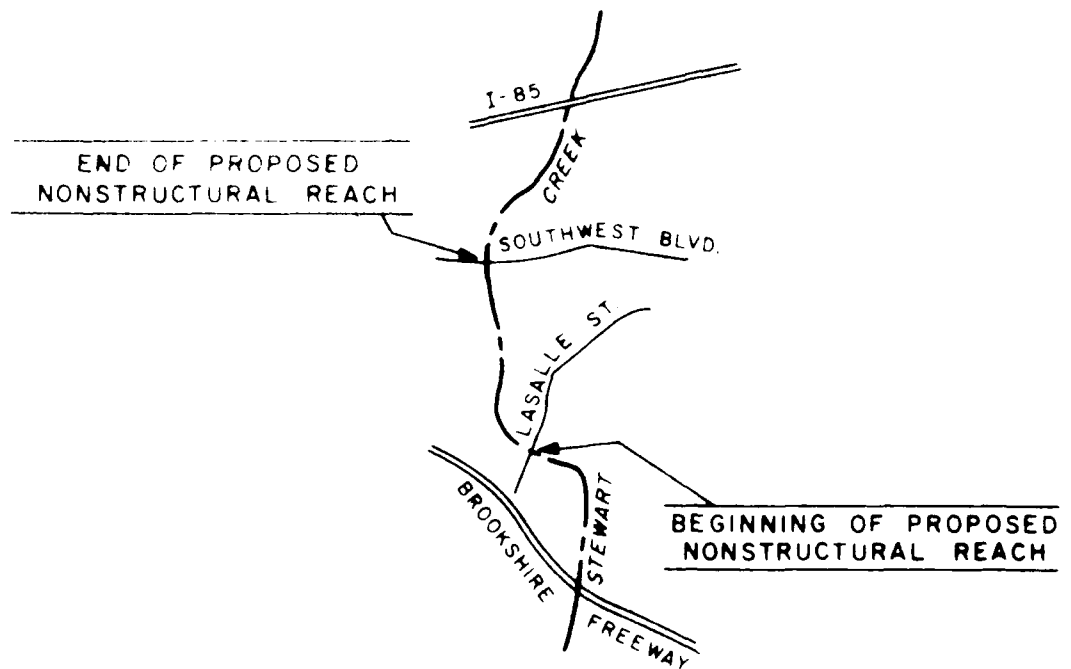 I-85
END OF PROPOSED
NONSTRUCTURAL REACH
CREEK
SOUTHWEST BLVD.
LASALLE ST.
STEWART
BROOKSHIRE
FREEWAY
BEGINNING OF PROPOSED
NONSTRUCTURAL REACH